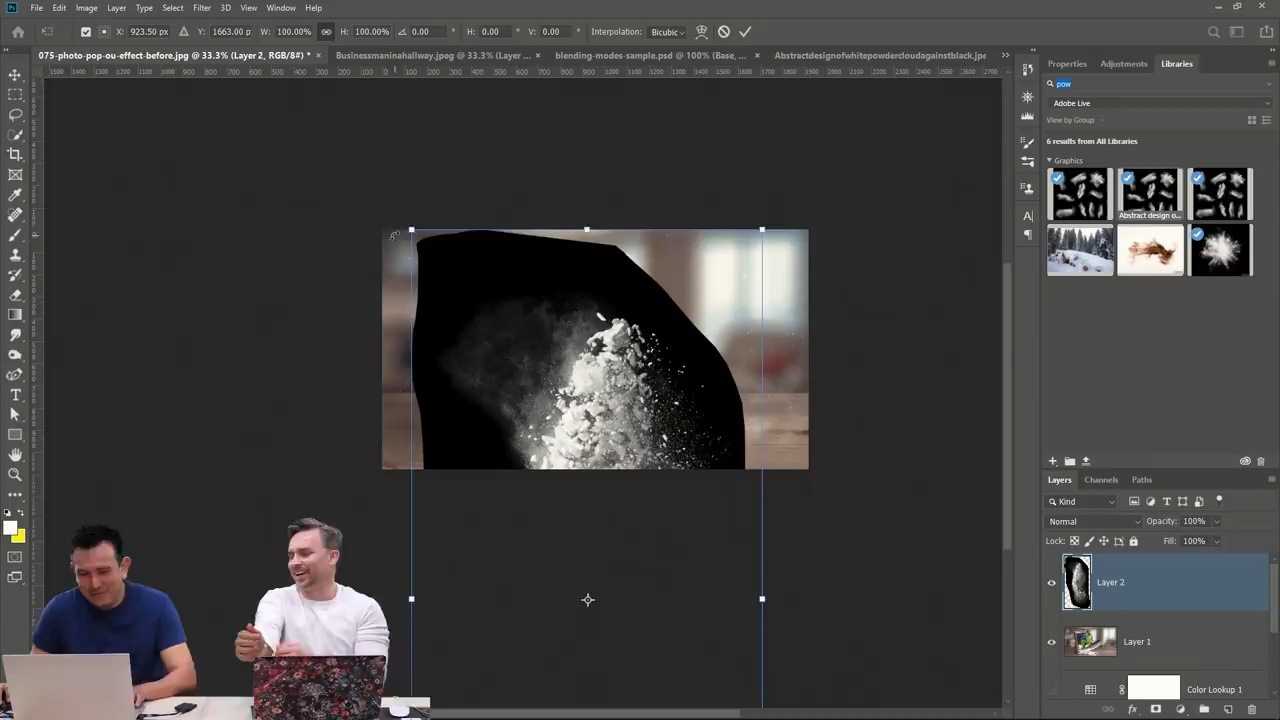 Ps File Edit Image Layer Type Select Filter 3D View Window Help
X: 923.50 px Y: 1663.00 p W: 100.00% H: 100.00% 0.00 H: 0.00 V: 0.00 Interpolation: Bicubic
075-photo-pop-ou-effect-before.jpg @ 33.3% (Layer 2, RGB/8#) * × Businessmaninahallway.jpeg @ 33.3% (Layer ... × blending-modes-sample.psd @ 100% (Base, ... × Abstractdesignofwhitepowdercloudagainstblack.jpe
Properties Adjustments Libraries
pow
Adobe Live
View by Group
6 results from All Libraries
Graphics
Abstract design o...
Layers Channels Paths
Kind
Normal Opacity: 100%
Lock: Fill: 100%
Layer 2
Layer 1
Color Lookup 1